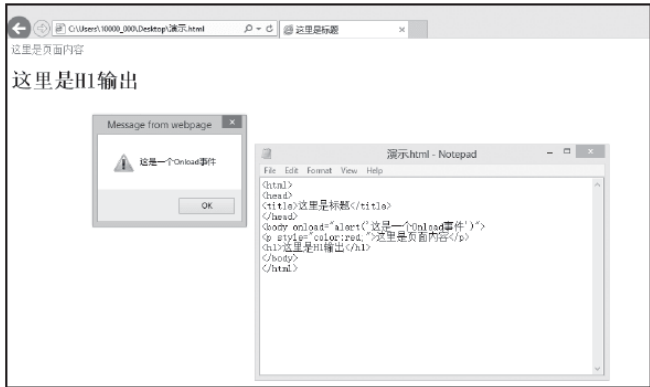 C:\Users\10000_000\Desktop\演示.html
这里是标题
这里是页面内容
这里是H1输出
Message from webpage
这是一个Onload事件
OK
演示.html - Notepad
File Edit Format View Help
<html>
<head>
<title>这里是标题</title>
</head>
<body onload="alert('这是一个Onload事件')">
<p style="color:red;">这里是页面内容</p>
<h1>这里是H1输出</h1>
</body>
</html>